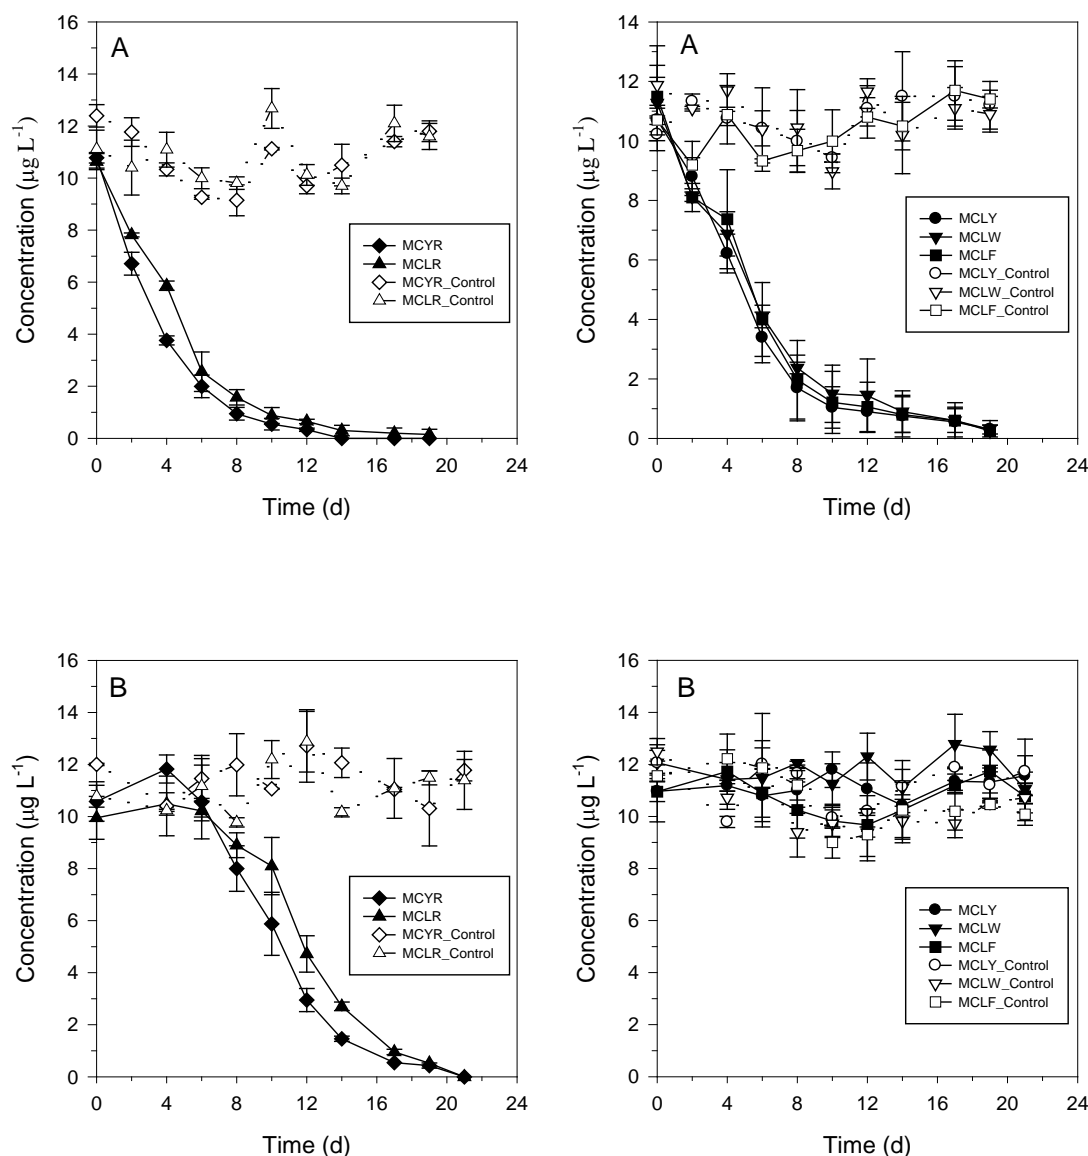 A
Concentration (µg L-1)
16
14
12
10
8
6
4
2
0
0 4 8 12 16 20 24
Time (d)
MCYR
MCLR
MCYR_Control
MCLR_Control
A
Concentration (µg L-1)
14
12
10
8
6
4
2
0
0 4 8 12 16 20 24
Time (d)
MCLY
MCLW
MCLF
MCLY_Control
MCLW_Control
MCLF_Control
B
Concentration (µg L-1)
16
14
12
10
8
6
4
2
0
0 4 8 12 16 20 24
Time (d)
MCYR
MCLR
MCYR_Control
MCLR_Control
B
Concentration (µg L-1)
16
14
12
10
8
6
4
2
0
0 4 8 12 16 20 24
Time (d)
MCLY
MCLW
MCLF
MCLY_Control
MCLW_Control
MCLF_Control